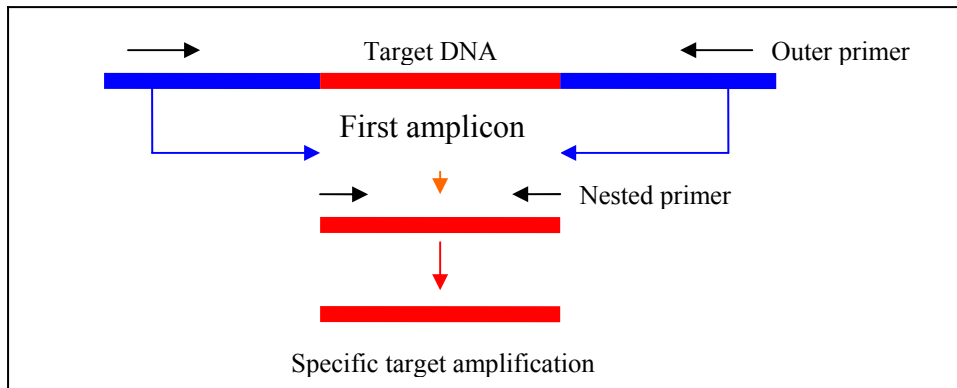 Target DNA
Outer primer
First amplicon
Nested primer
Specific target amplification